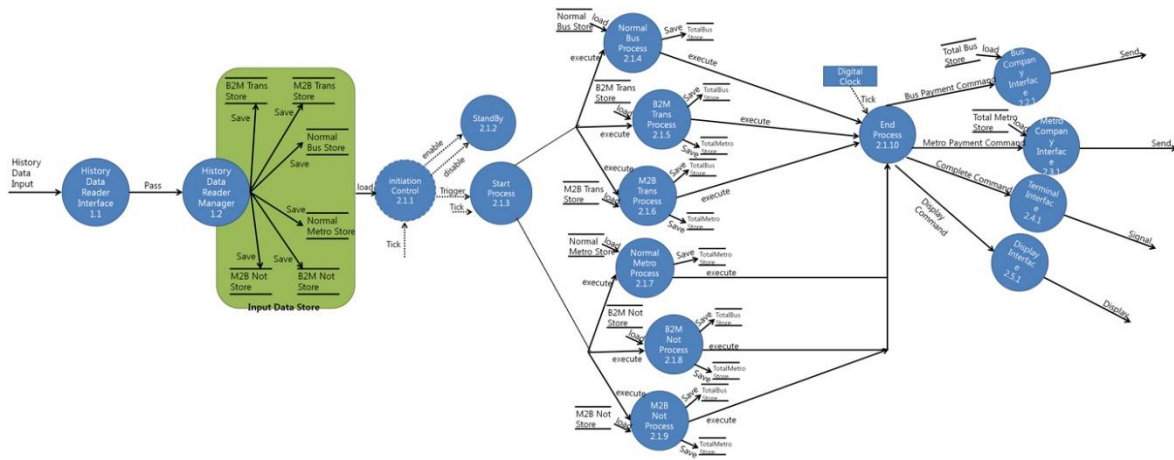 History
Data
Input
History
Data
Reader
Interface
1.1
Pass
History
Data
Reader
Manager
1.2
B2M Trans
Store
M2B Trans
Store
Save
Save
Normal
Bus Store
Save
Save
Normal
Metro Store
Save
Save
M2B Not
Store
B2M Not
Store
Input Data Store
load
initiation
Control
2.1.1
Tick
enable
disable
StandBy
2.1.2
Trigger
Tick
Start
Process
2.1.3
Normal
Bus Store
load
execute
Normal
Bus
Process
2.1.4
Save
TotalBus
Store
execute
B2M Trans
Store
load
execute
B2M
Trans
Process
2.1.5
Save
TotalBus
Store
Save
TotalMetro
Store
execute
execute
M2B Trans
Store
load
M2B
Trans
Process
2.1.6
Save
TotalBus
Store
Save
TotalMetro
Store
execute
Normal
Metro Store
load
execute
Normal
Metro
Process
2.1.7
Save
TotalMetro
Store
execute
B2M Not
Store
load
execute
B2M
Not
Process
2.1.8
Save
TotalBus
Store
Save
TotalMetro
Store
execute
execute
M2B Not
Store
load
M2B
Not
Process
2.1.9
Save
TotalBus
Store
Save
TotalMetro
Store
execute
Digital
Clock
Tick
End
Process
2.1.10
Total Bus
Store
load
Bus Payment Command
Bus
Compan
y
Interfac
e
2.2.1
Send
Total Metro
Store
load
Metro Payment Command
Metro
Compan
y
Interfac
e
2.3.1
Send
Complete Command
Terminal
Interfac
e
2.4.1
Signal
Display
Command
Display
Interfac
e
2.5.1
Display